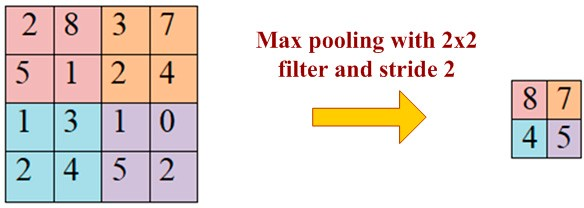 2 8 3 7
5 1 2 4
1 3 1 0
2 4 5 2
Max pooling with 2x2
filter and stride 2
8 7
4 5